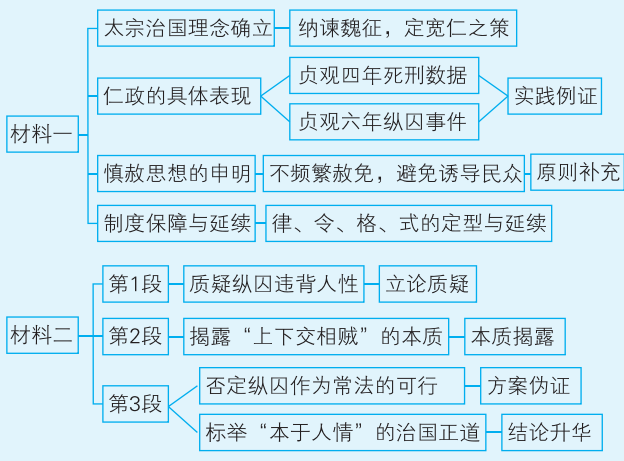 材料一
太宗治国理念确立
纳谏魏征，定宽仁之策
仁政的具体表现
贞观四年死刑数据
贞观六年纵囚事件
实践例证
慎赦思想的申明
不频繁赦免，避免诱导民众
原则补充
制度保障与延续
律、令、格、式的定型与延续
材料二
第1段
质疑纵囚违背人性
立论质疑
第2段
揭露“上下交相贼”的本质
本质揭露
第3段
否定纵囚作为常法的可行
方案伪证
标举“本于人情”的治国正道
结论升华